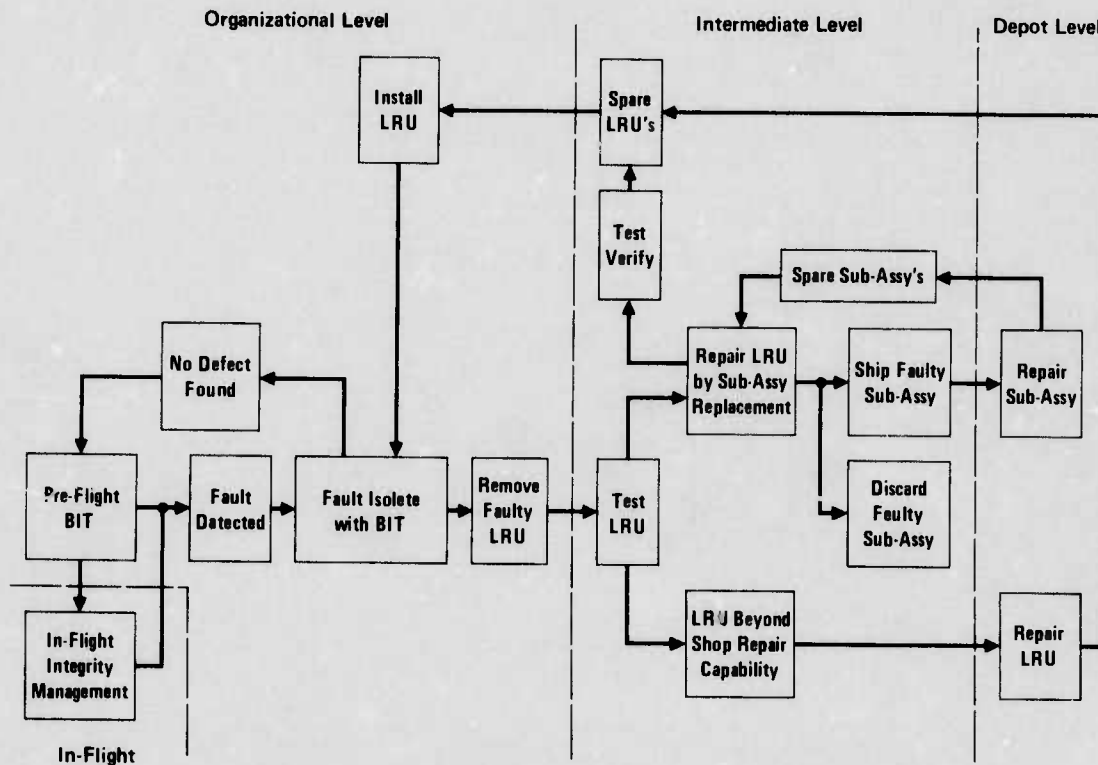 Organizational Level
Intermediate Level
Depot Level
Install
LRU
Spare
LRU's
Test
Verify
Spare Sub-Assy's
No Defect
Found
Repair LRU
by Sub-Assy
Replacement
Ship Faulty
Sub-Assy
Repair
Sub-Assy
Pre-Flight
BIT
Fault
Datected
Fault Isolete
with BIT
Remove
Faulty
LRU
Test
LRU
Discard
Feulty
Sub-Assy
In-Flight
Integrity
Management
LRU Beyond
Shop Repair
Capability
Repair
LRU
In-Flight